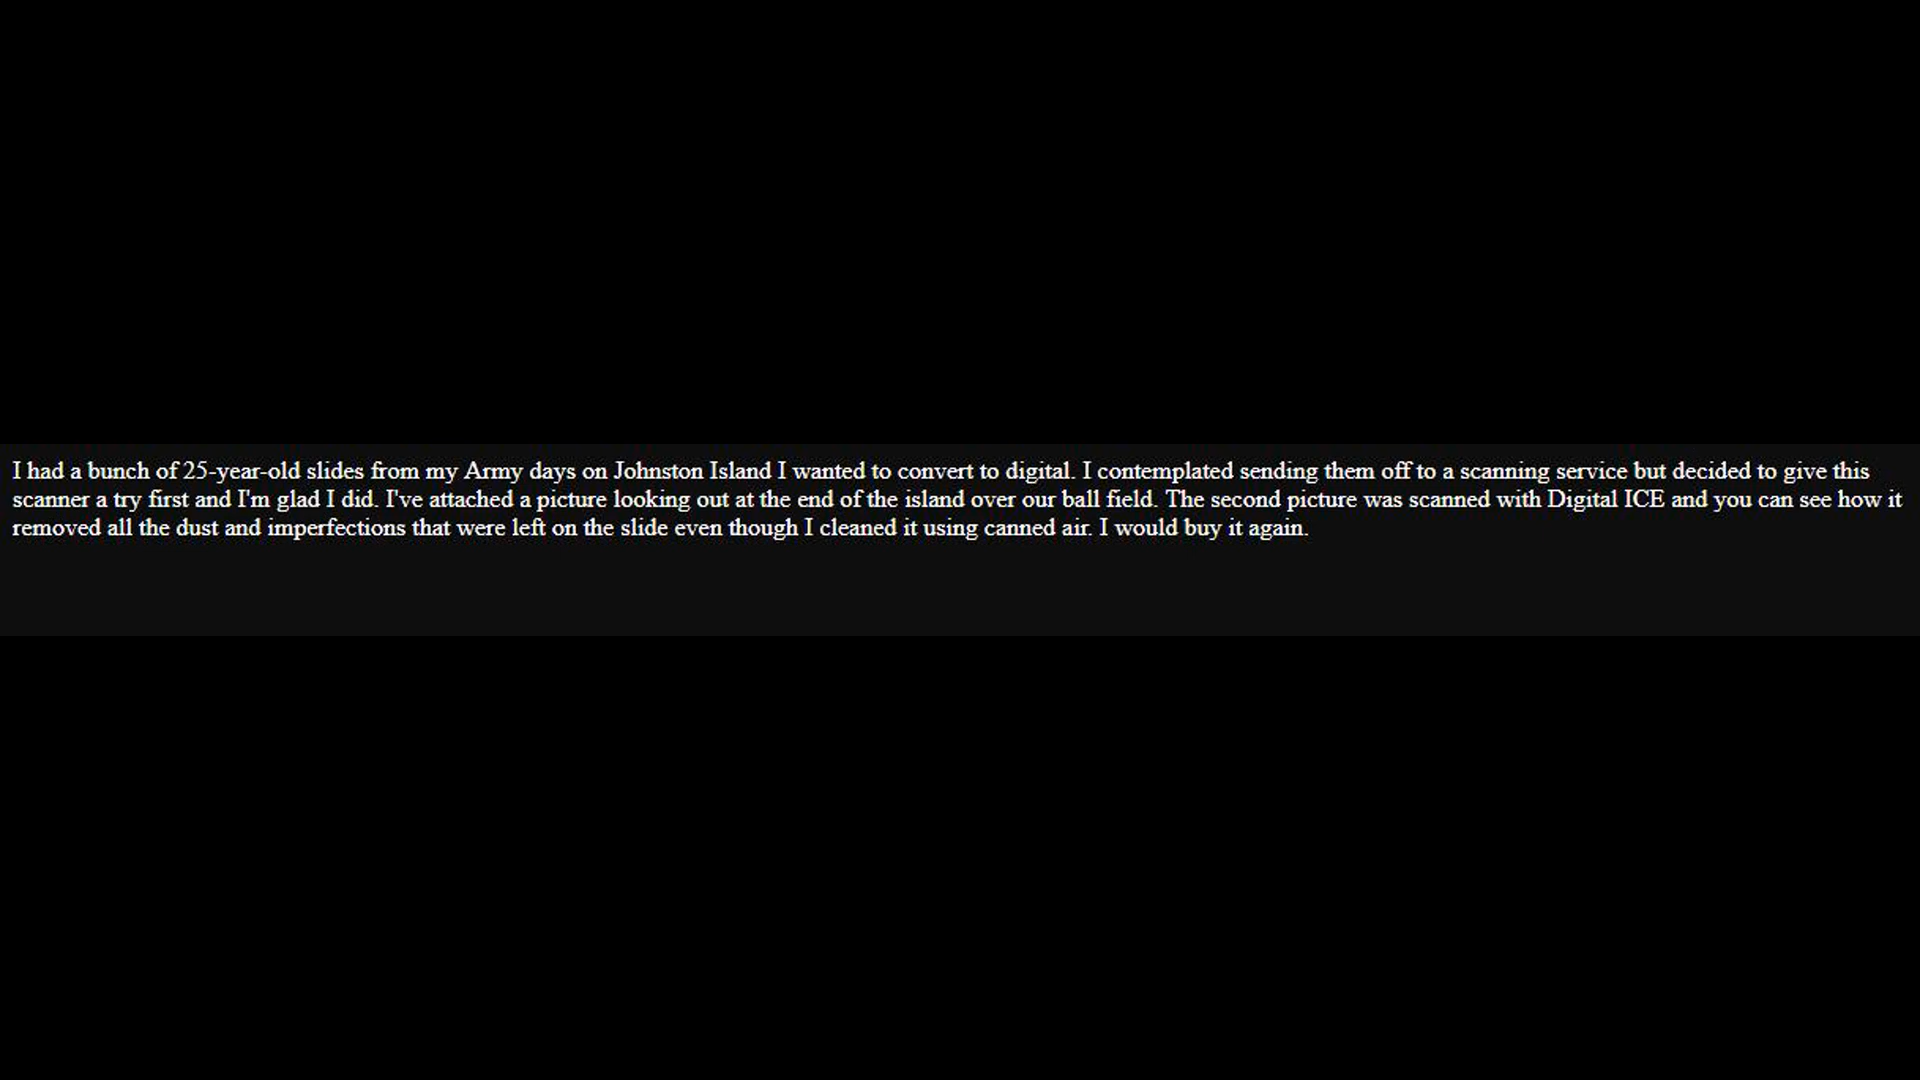 I had a bunch of 25-year-old slides from my Army days on Johnston Island I wanted to convert to digital. I contemplated sending them off to a scanning service but decided to give this
scanner a try first and I'm glad I did. I've attached a picture looking out at the end of the island over our ball field. The second picture was scanned with Digital ICE and you can see how it
removed all the dust and imperfections that were left on the slide even though I cleaned it using canned air. I would buy it again.